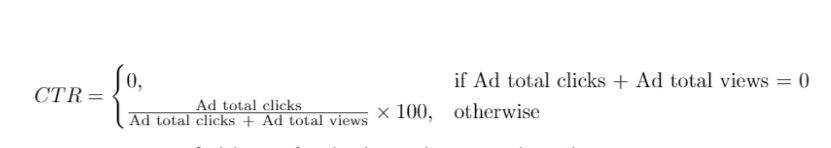 CTR = { 0, if Ad total clicks + Ad total views = 0
Ad total clicks / Ad total clicks + Ad total views × 100, otherwise